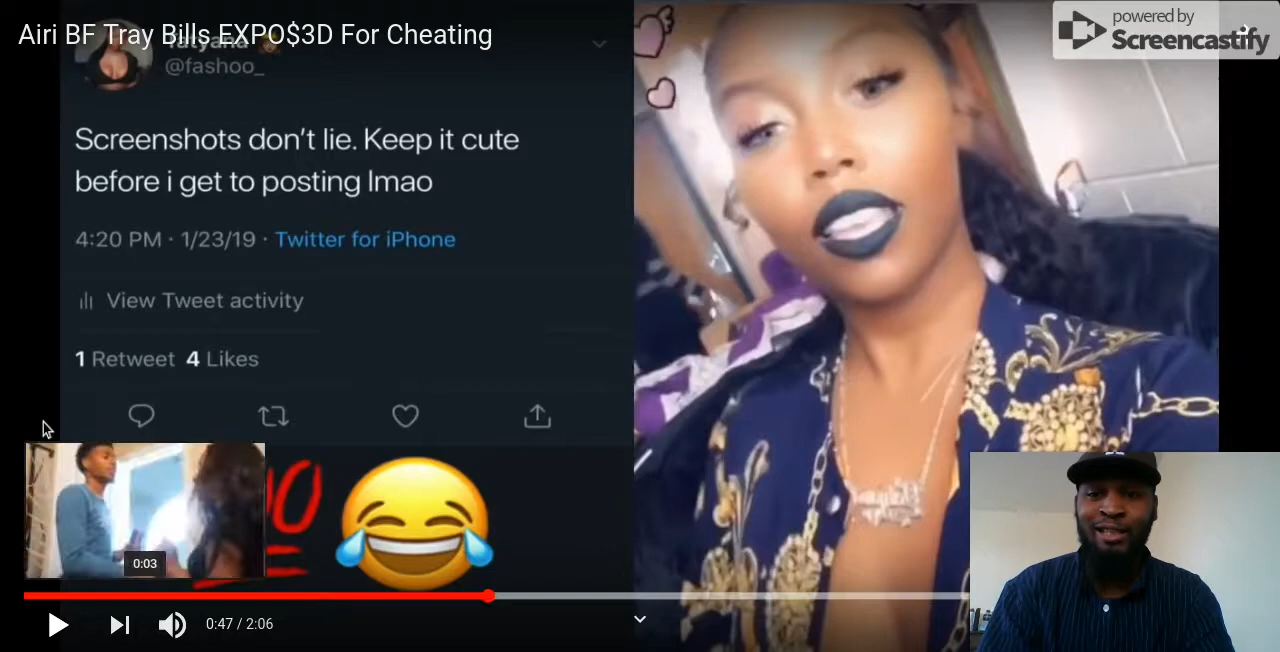 Airi BF Tray Bills EXPO$3D For Cheating
powered by
Screencastify
Tatyana
@fashoo_
Screenshots don't lie. Keep it cute
before i get to posting lmao
4:20 PM · 1/23/19 · Twitter for iPhone
View Tweet activity
1 Retweet 4 Likes
0:03
0:47 / 2:06